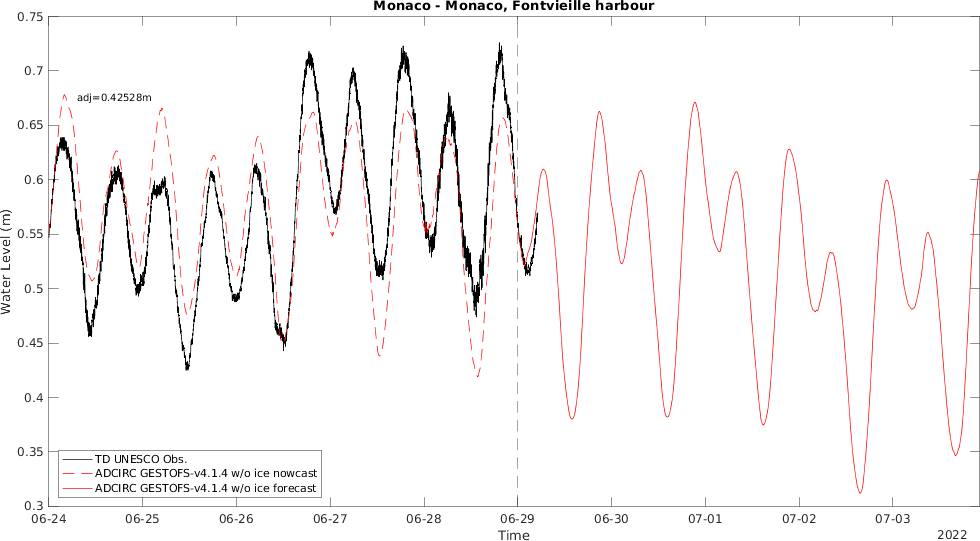 Monaco - Monaco, Fontvieille harbour
0.75
0.7
0.65
0.6
0.55
0.5
0.45
0.4
0.35
0.3
Water Level (m)
adj=0.42528m
TD UNESCO Obs.
ADCIRC GESTOFS-v4.1.4 w/o ice nowcast
ADCIRC GESTOFS-v4.1.4 w/o ice forecast
06-24 06-25 06-26 06-27 06-28 06-29 06-30 07-01 07-02 07-03
Time
2022